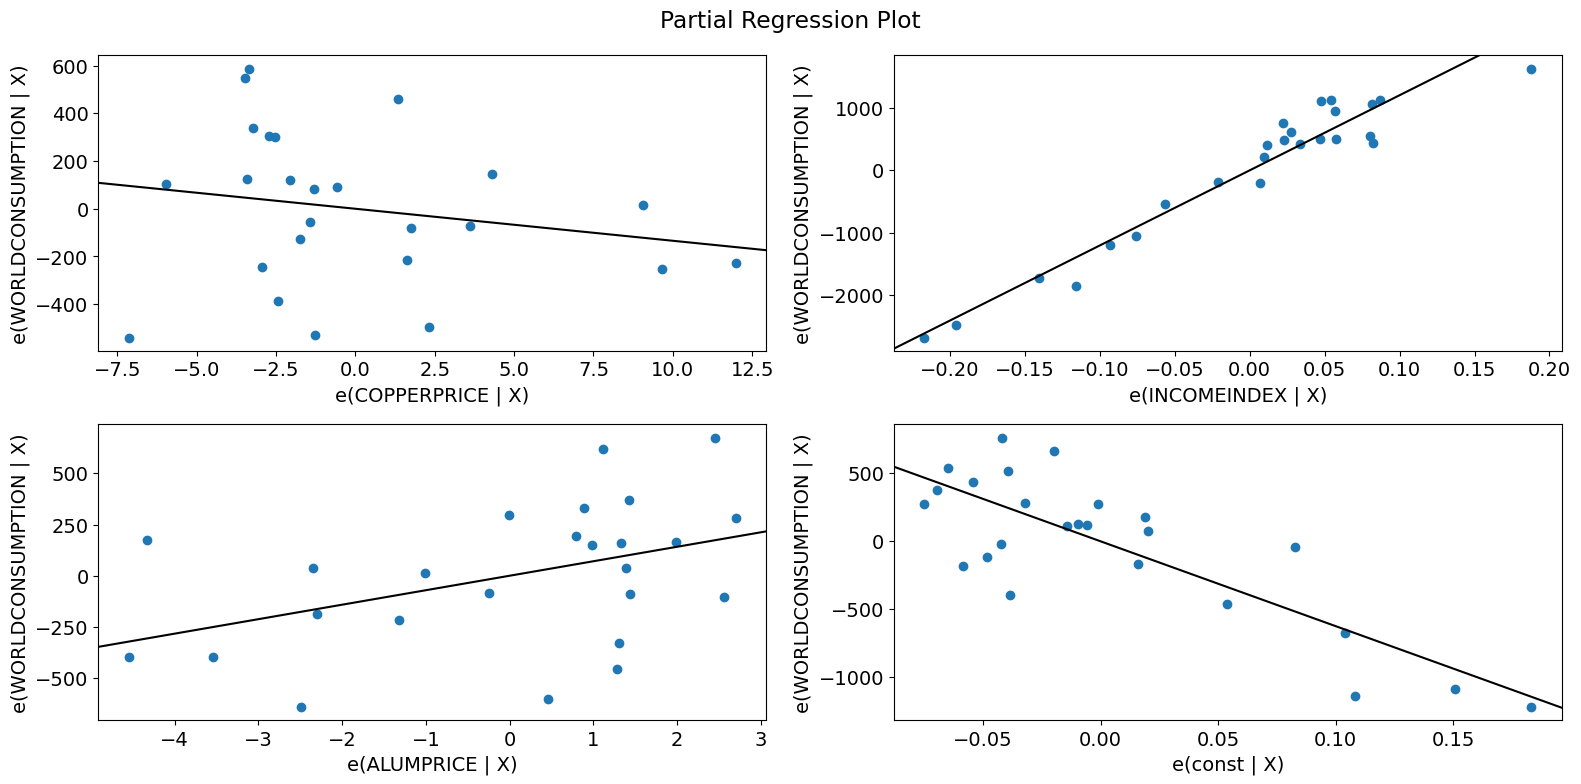 Partial Regression Plot
e(WORLDCONSUMPTION | X)
600
400
200
0
−200
−400
−7.5 −5.0 −2.5 0.0 2.5 5.0 7.5 10.0 12.5
e(COPPERPRICE | X)
e(WORLDCONSUMPTION | X)
1000
0
−1000
−2000
−0.20 −0.15 −0.10 −0.05 0.00 0.05 0.10 0.15 0.20
e(INCOMEINDEX | X)
e(WORLDCONSUMPTION | X)
500
250
0
−250
−500
−4 −3 −2 −1 0 1 2 3
e(ALUMPRICE | X)
e(WORLDCONSUMPTION | X)
500
0
−500
−1000
−0.05 0.00 0.05 0.10 0.15
e(const | X)